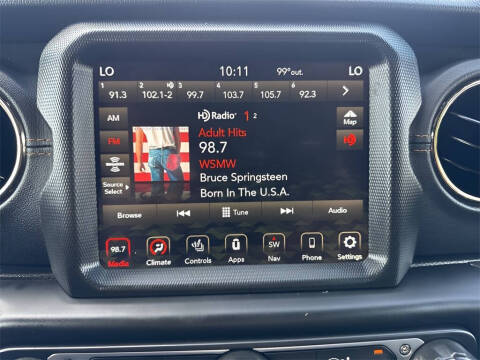 LO 10:11 99° out. LO
1 2 3 4 5 6
91.3 102.1-2 99.7 103.7 105.7 92.3
AM HD Radio 1 2 Map
Adult Hits
FM 98.7
WSMW
Bruce Springsteen
Source Select Born In The U.S.A.
Browse Tune Audio
98.7 SW
Media Climate Controls Apps Nav Phone Settings